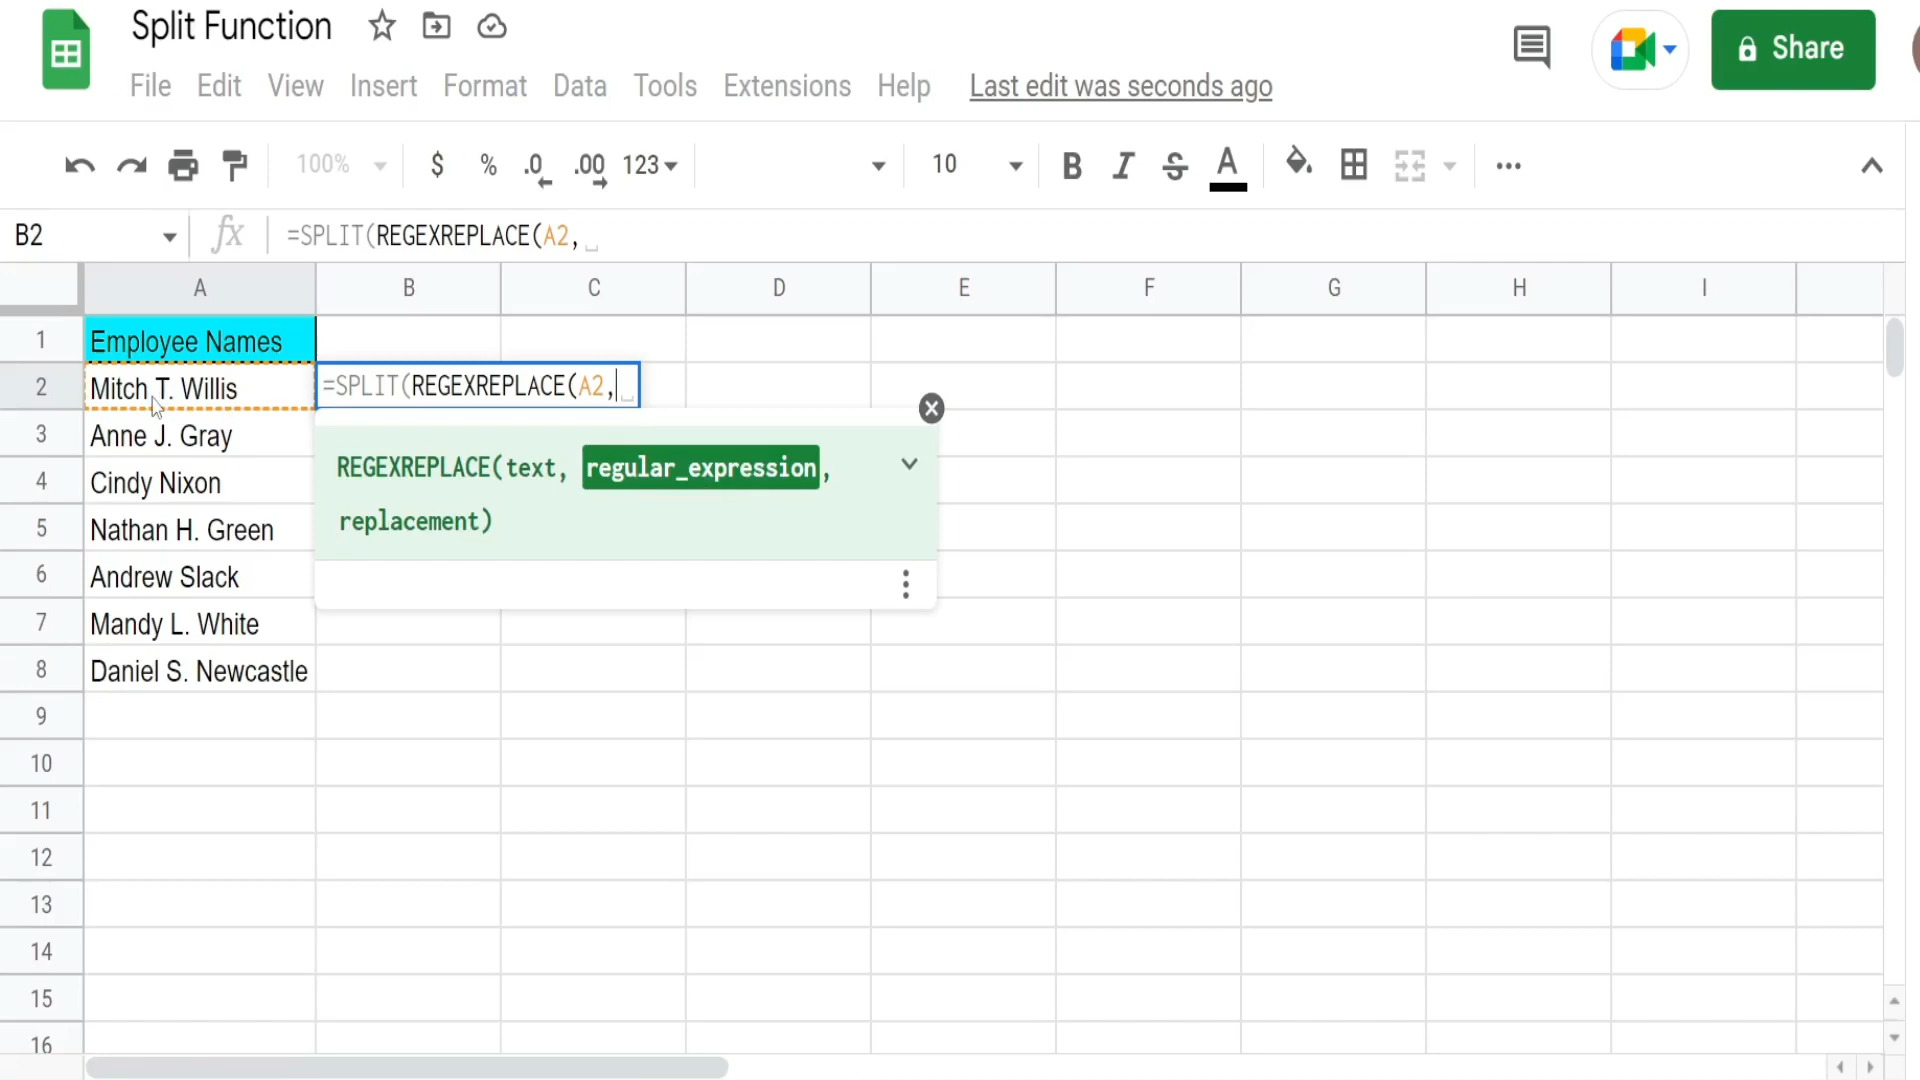 Split Function
File Edit View Insert Format Data Tools Extensions Help Last edit was seconds ago
Share
100% $ % .0 .00 123 10 B I S A
B2 fx =SPLIT(REGEXREPLACE(A2,
A B C D E F G H I
1 Employee Names
2 Mitch T. Willis =SPLIT(REGEXREPLACE(A2,
3 Anne J. Gray
REGEXREPLACE(text, regular_expression,
4 Cindy Nixon
replacement)
5 Nathan H. Green
6 Andrew Slack
7 Mandy L. White
8 Daniel S. Newcastle
9
10
11
12
13
14
15
16